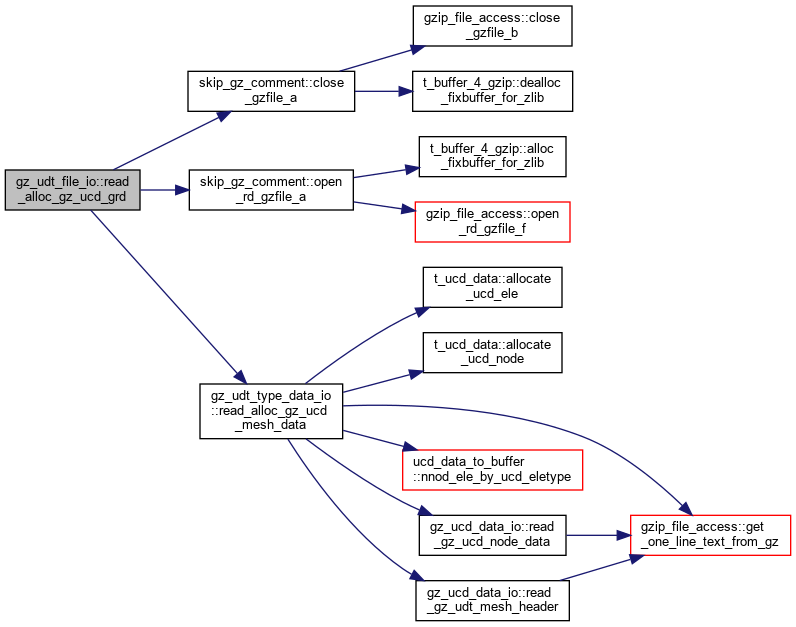 gzip_file_access::close
_gzfile_b
skip_gz_comment::close
_gzfile_a
t_buffer_4_gzip::dealloc
_fixbuffer_for_zlib
t_buffer_4_gzip::alloc
_fixbuffer_for_zlib
gz_udt_file_io::read
_alloc_gz_ucd_grd
skip_gz_comment::open
_rd_gzfile_a
gzip_file_access::open
_rd_gzfile_f
t_ucd_data::allocate
_ucd_ele
t_ucd_data::allocate
_ucd_node
gz_udt_type_data_io
::read_alloc_gz_ucd
_mesh_data
ucd_data_to_buffer
::nnod_ele_by_ucd_eletype
gz_ucd_data_io::read
_gz_ucd_node_data
gzip_file_access::get
_one_line_text_from_gz
gz_ucd_data_io::read
_gz_udt_mesh_header